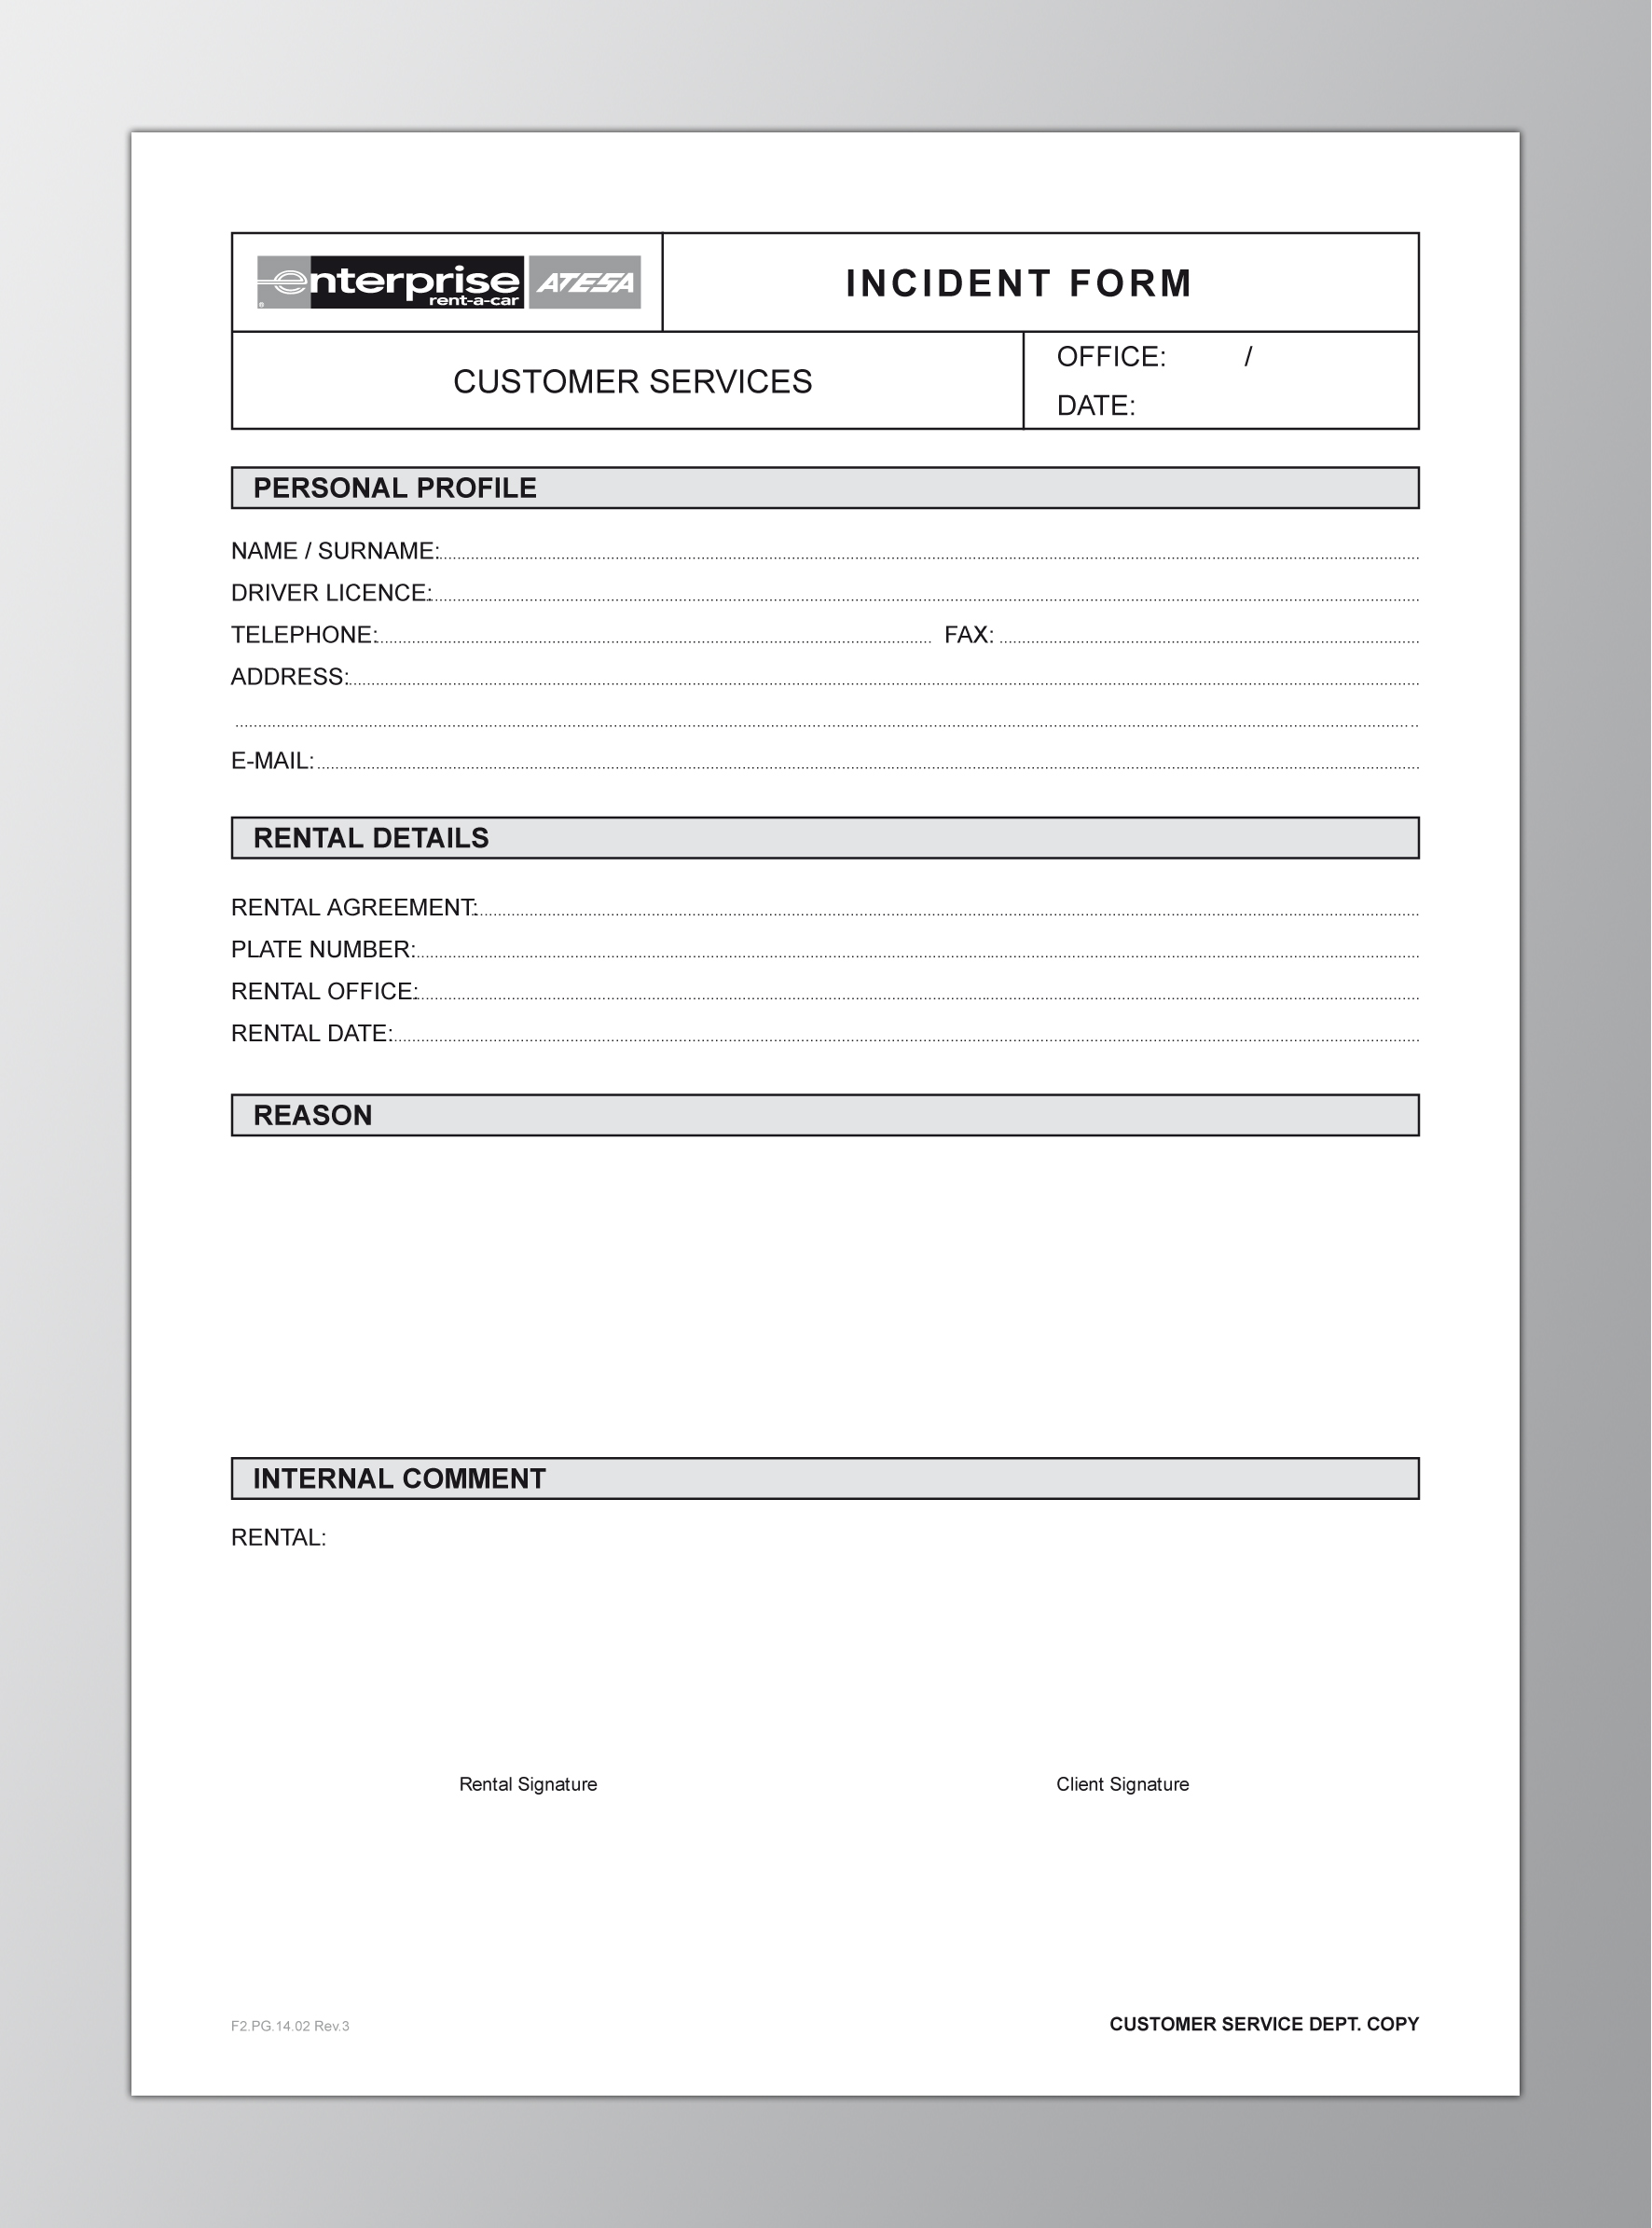 enterprise ATESA
rent-a-car
INCIDENT FORM
CUSTOMER SERVICES
OFFICE: /
DATE:
PERSONAL PROFILE
NAME / SURNAME:
DRIVER LICENCE:
TELEPHONE: FAX:
ADDRESS:
E-MAIL:
RENTAL DETAILS
RENTAL AGREEMENT:
PLATE NUMBER:
RENTAL OFFICE:
RENTAL DATE:
REASON
INTERNAL COMMENT
RENTAL:
Rental Signature Client Signature
F2.PG.14.02 Rev.3 CUSTOMER SERVICE DEPT. COPY